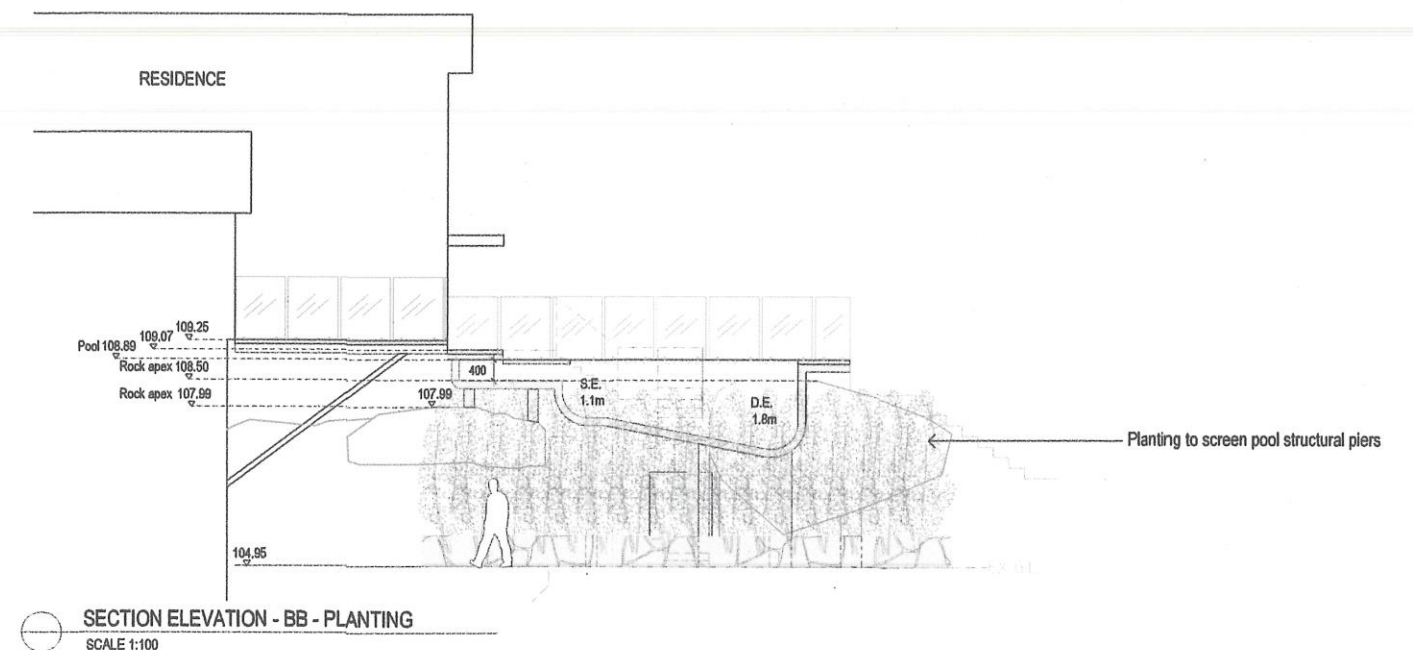 RESIDENCE
109.25
109.07
Pool 108.89
Rock apex 108.50
Rock apex 107.99
107.99
400
S.E.
1.1m
D.E.
1.8m
Planting to screen pool structural piers
104.95
SECTION ELEVATION - BB - PLANTING
SCALE 1:100